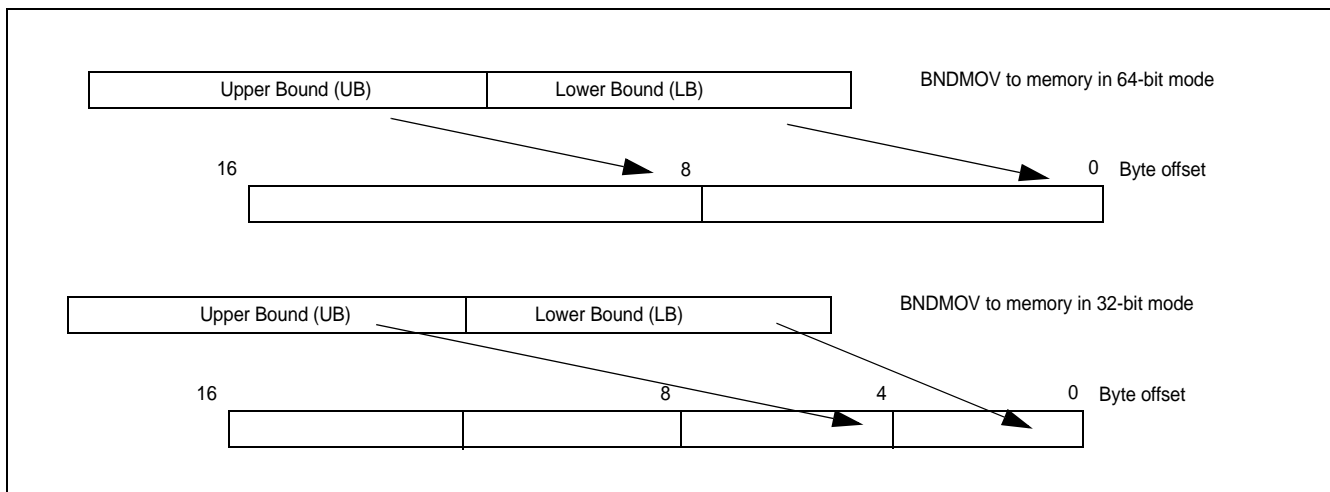 BNDMOV to memory in 64-bit mode
Upper Bound (UB) Lower Bound (LB)
16 8 0 Byte offset
BNDMOV to memory in 32-bit mode
Upper Bound (UB) Lower Bound (LB)
16 8 4 0 Byte offset